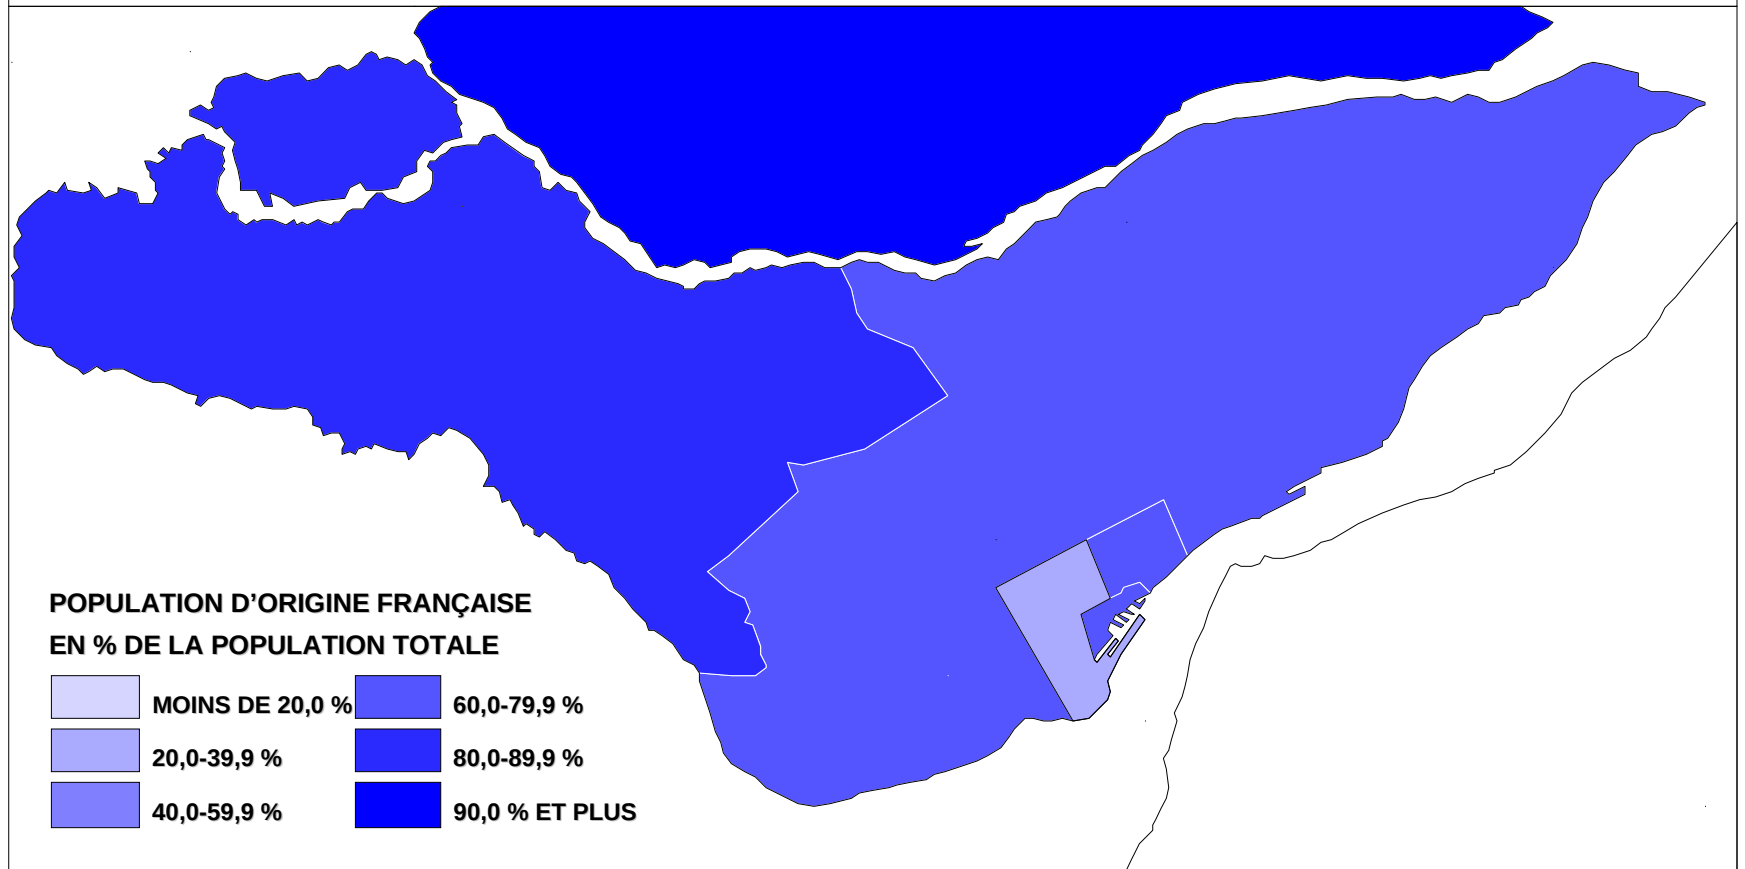 POPULATION D’ORIGINE FRANÇAISE
EN % DE LA POPULATION TOTALE
MOINS DE 20,0 %
20,0-39,9 %
40,0-59,9 %
60,0-79,9 %
80,0-89,9 %
90,0 % ET PLUS